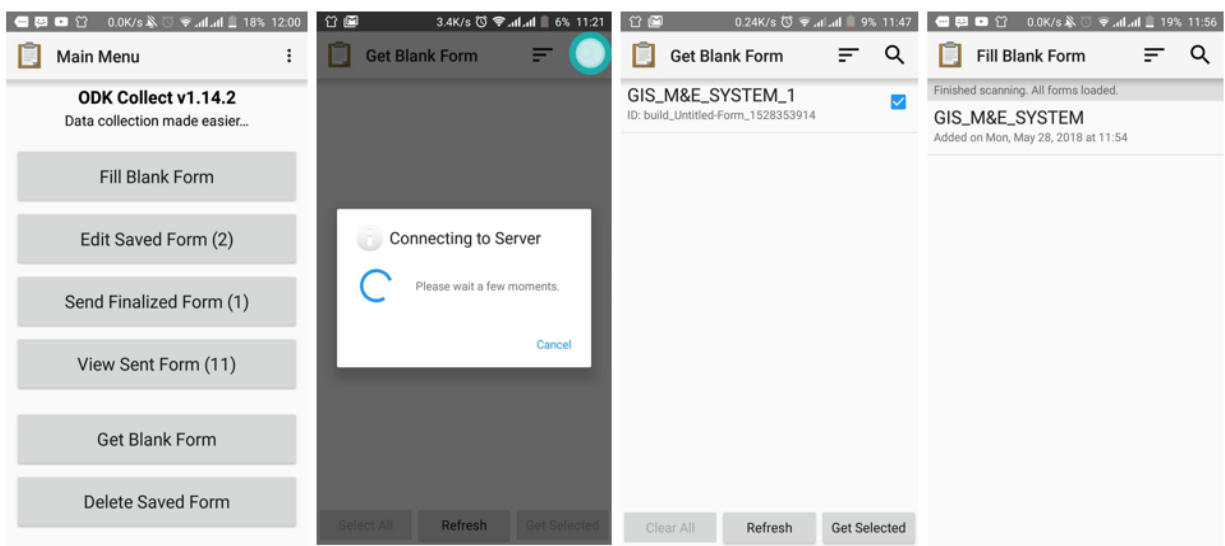 0.0K/s 18% 12:00
Main Menu
ODK Collect v1.14.2
Data collection made easier...
Fill Blank Form
Edit Saved Form (2)
Send Finalized Form (1)
View Sent Form (11)
Get Blank Form
Delete Saved Form
3.4K/s 6% 11:21
Get Blank Form
Connecting to Server
Please wait a few moments.
Cancel
Select All Refresh Get Selected
0.24K/s 9% 11:47
Get Blank Form
GIS_M&E_SYSTEM_1
ID: build_Untitled-Form_1528353914
Clear All Refresh Get Selected
0.0K/s 19% 11:56
Fill Blank Form
Finished scanning. All forms loaded.
GIS_M&E_SYSTEM
Added on Mon, May 28, 2018 at 11:54